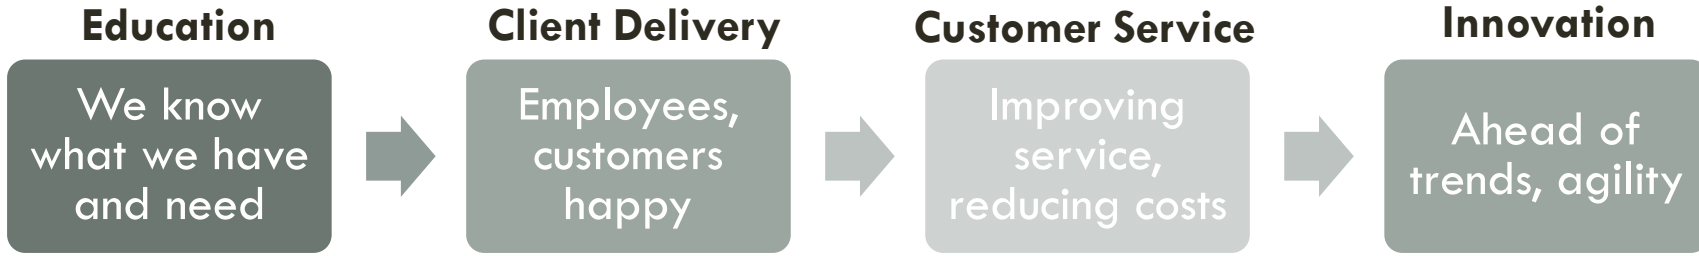 Education
We know
what we have
and need
Client Delivery
Employees,
customers
happy
Customer Service
Improving
service,
reducing costs
Innovation
Ahead of
trends, agility